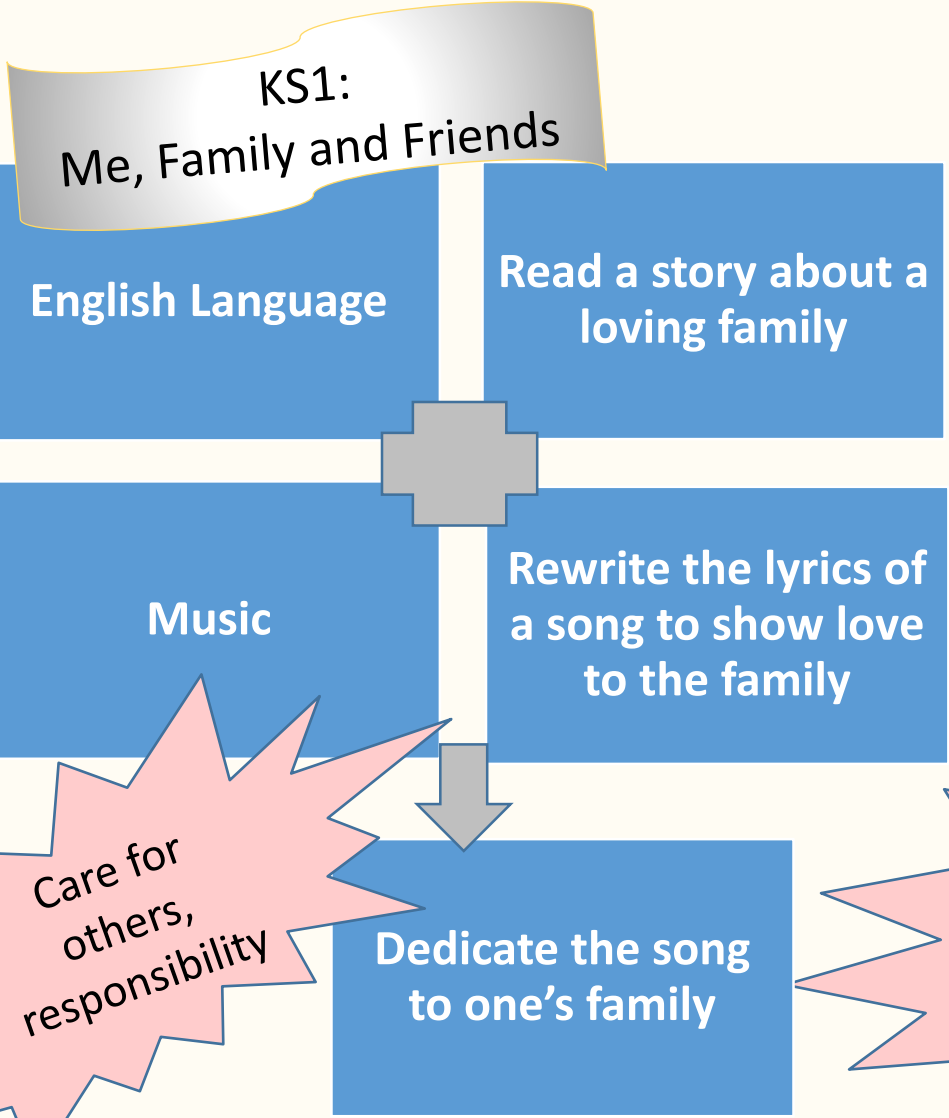 KS1:
Me, Family and Friends
English Language
Read a story about a
loving family
Music
Rewrite the lyrics of
a song to show love
to the family
Care for
others,
responsibility
Dedicate the song
to one’s family